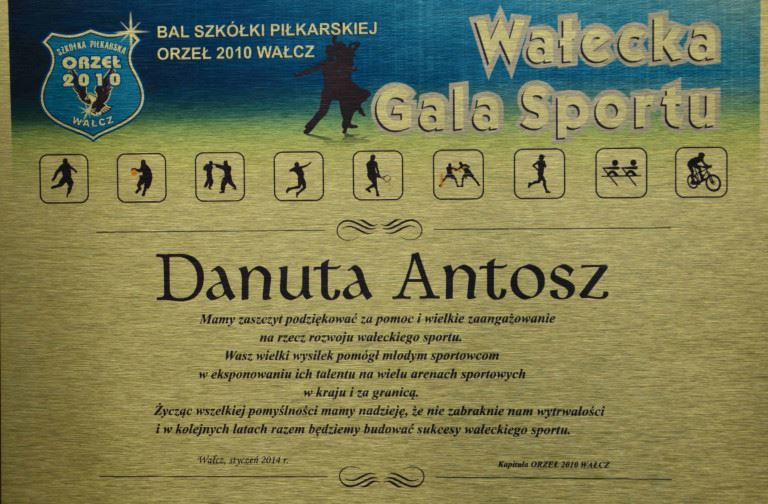 SZKÓŁKA PIŁKARSKA
ORZEŁ
2010
WAŁCZ
BAL SZKÓŁKI PIŁKARSKIEJ
ORZEŁ 2010 WAŁCZ
Wałecka
Gala Sportu
Danuta Antosz
Mamy zaszczyt podziękować za pomoc i wielkie zaangażowanie
na rzecz rozwoju wałeckiego sportu.
Wasz wielki wysiłek pomógł młodym sportowcom
w eksponowaniu ich talentu na wielu arenach sportowych
w kraju i za granicą.
Życząc wszelkiej pomyślności mamy nadzieję, że nie zabraknie nam wytrwałości
i w kolejnych latach razem będziemy budować sukcesy wałeckiego sportu.
Wałcz, styczeń 2014 r.
Kapituła ORZEŁ 2010 WAŁCZ